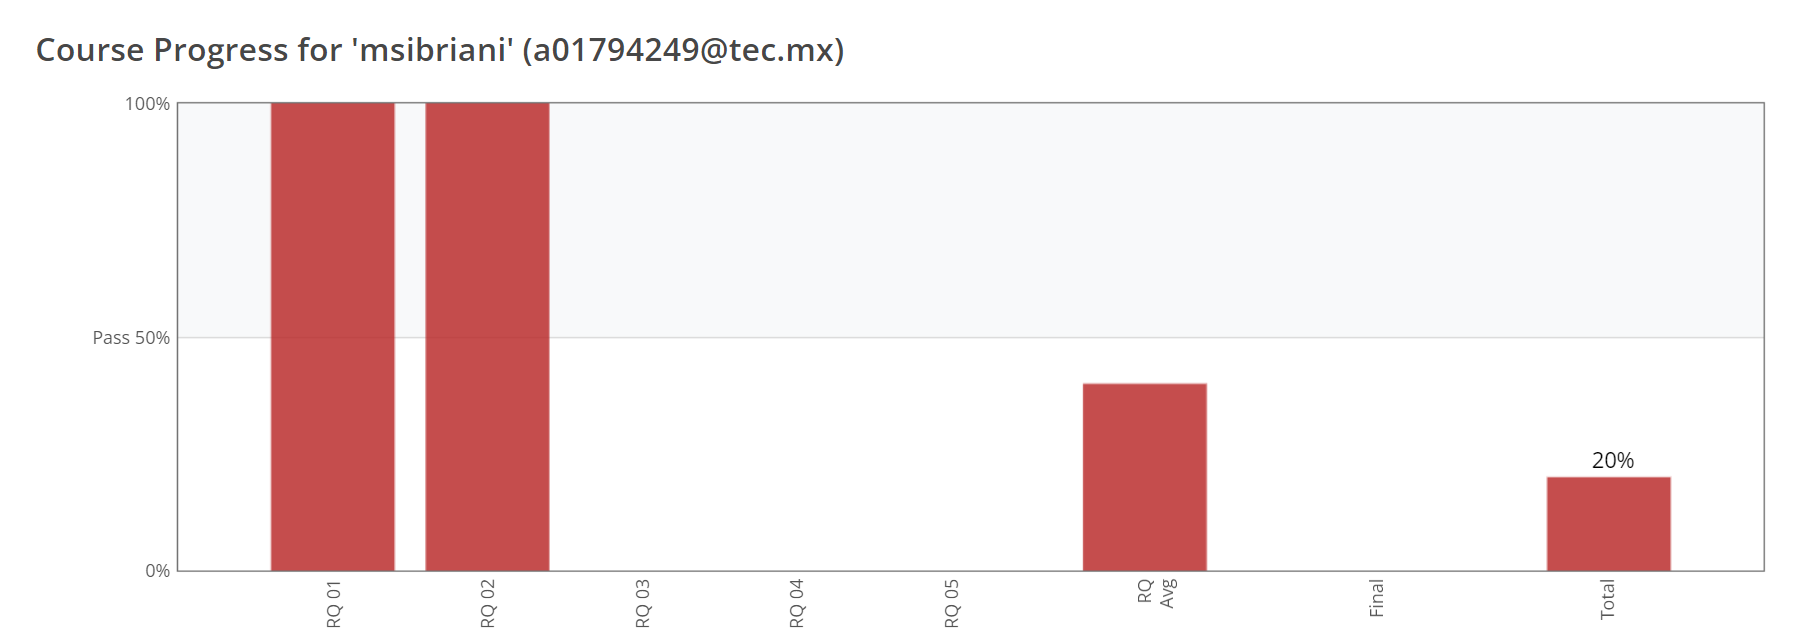 Course Progress for 'msibriani' (a01794249@tec.mx)
100%
Pass 50%
0%
20%
RQ 01
RQ 02
RQ 03
RQ 04
RQ 05
RQ
Avg
Final
Total